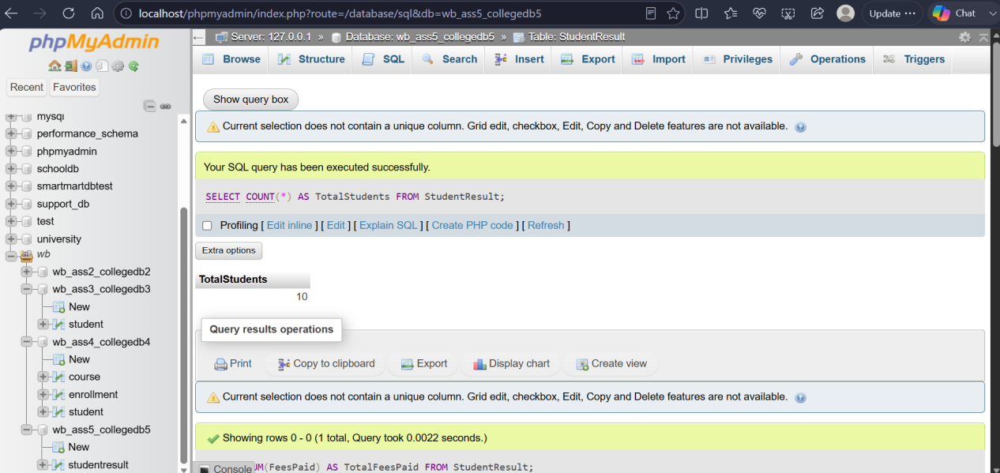 localhost/phpmyadmin/index.php?route=/database/sql&db=wb_ass5_collegedb5
Update
Chat
phpMyAdmin
Recent
Favorites
mysql
performance_schema
phpmyadmin
schooldb
smartmartdbtest
support_db
test
university
wb
wb_ass2_collegedb2
wb_ass3_collegedb3
New
student
wb_ass4_collegedb4
New
course
enrollment
student
wb_ass5_collegedb5
New
studentresult
Server: 127.0.0.1 » Database: wb_ass5_collegedb5 » Table: StudentResult
Browse Structure SQL Search Insert Export Import Privileges Operations Triggers
Show query box
Current selection does not contain a unique column. Grid edit, checkbox, Edit, Copy and Delete features are not available.
Your SQL query has been executed successfully.
SELECT COUNT(*) AS TotalStudents FROM StudentResult;
Profiling [ Edit inline ] [ Edit ] [ Explain SQL ] [ Create PHP code ] [ Refresh ]
Extra options
TotalStudents
10
Query results operations
Print Copy to clipboard Export Display chart Create view
Current selection does not contain a unique column. Grid edit, checkbox, Edit, Copy and Delete features are not available.
Showing rows 0 - 0 (1 total, Query took 0.0022 seconds.)
Console UM(FeesPaid) AS TotalFeesPaid FROM StudentResult;